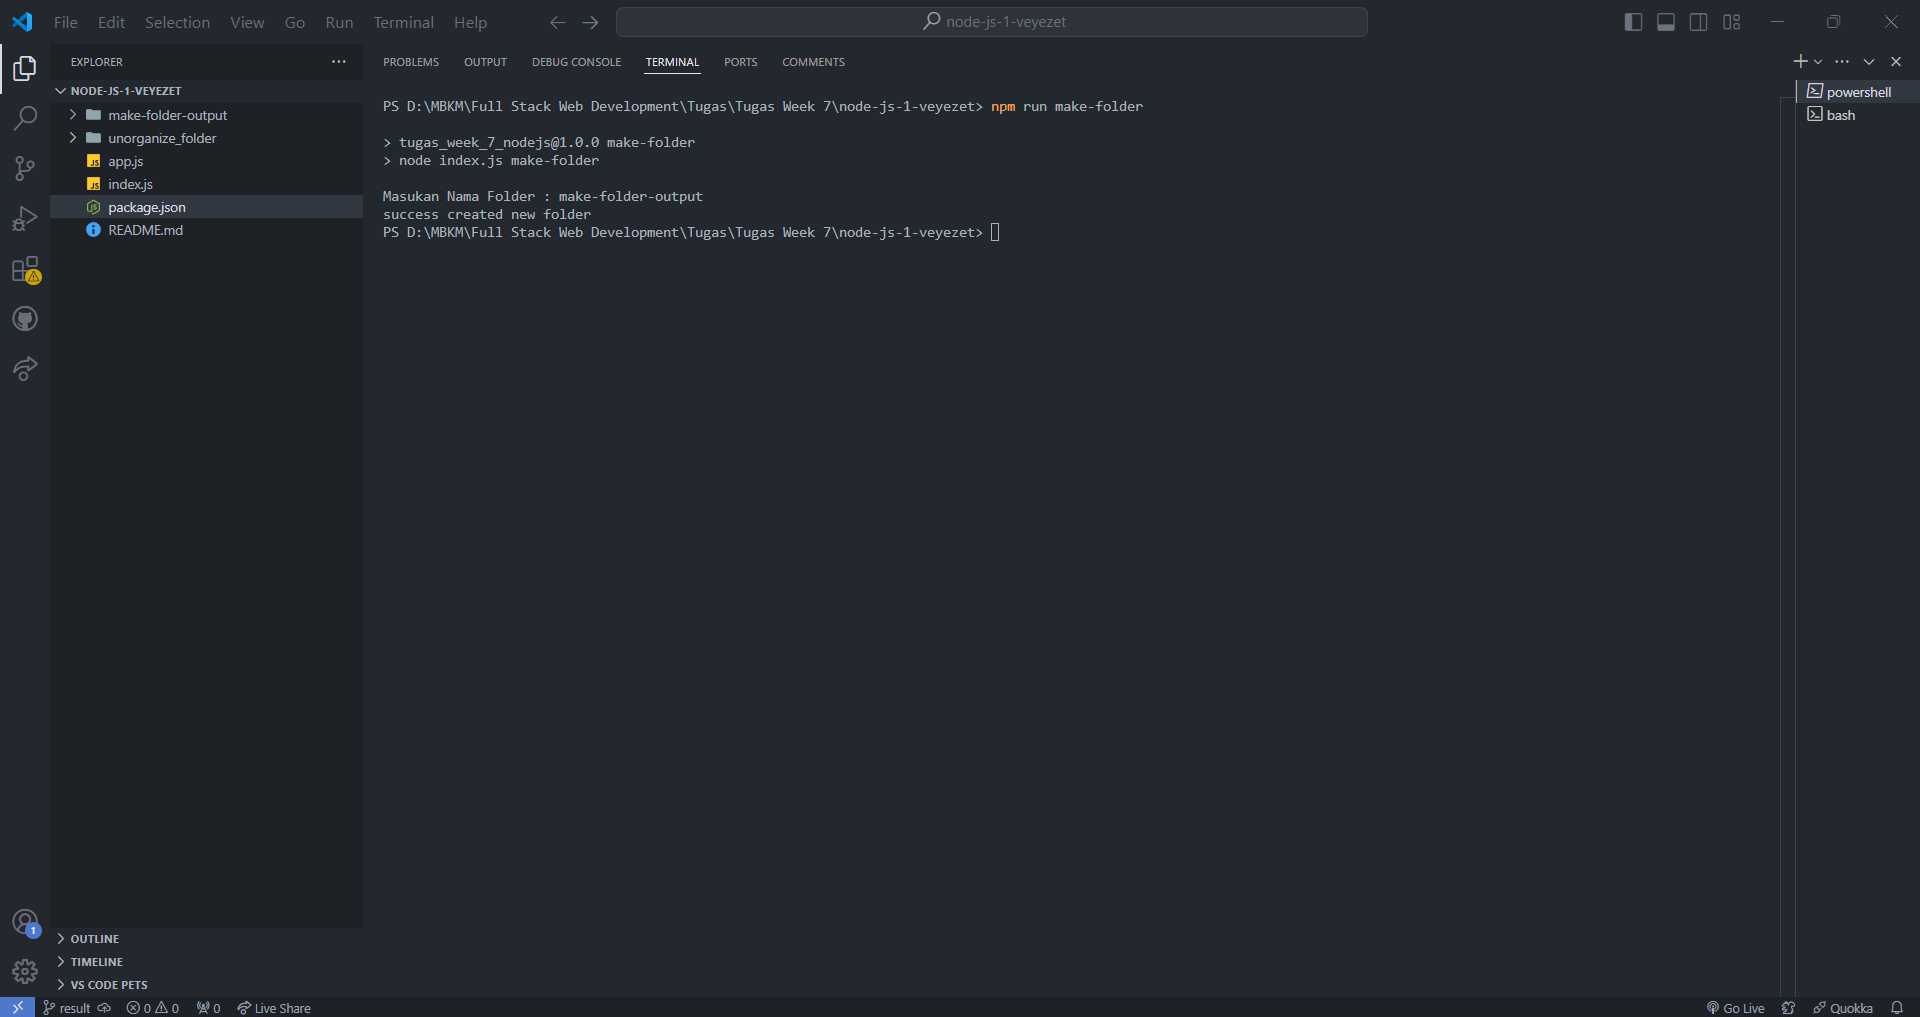 File Edit Selection View Go Run Terminal Help
node-js-1-veyezet
EXPLORER
PROBLEMS OUTPUT DEBUG CONSOLE TERMINAL PORTS COMMENTS
NODE-JS-1-VEYEZET
make-folder-output
unorganize_folder
app.js
index.js
package.json
README.md
PS D:\MBKM\Full Stack Web Development\Tugas\Tugas Week 7\node-js-1-veyezet> npm run make-folder
> tugas_week_7_nodejs@1.0.0 make-folder
> node index.js make-folder
Masukan Nama Folder : make-folder-output
success created new folder
PS D:\MBKM\Full Stack Web Development\Tugas\Tugas Week 7\node-js-1-veyezet>
powershell
bash
1
OUTLINE
TIMELINE
VS CODE PETS
result 0 0 0 Live Share
Go Live Quokka